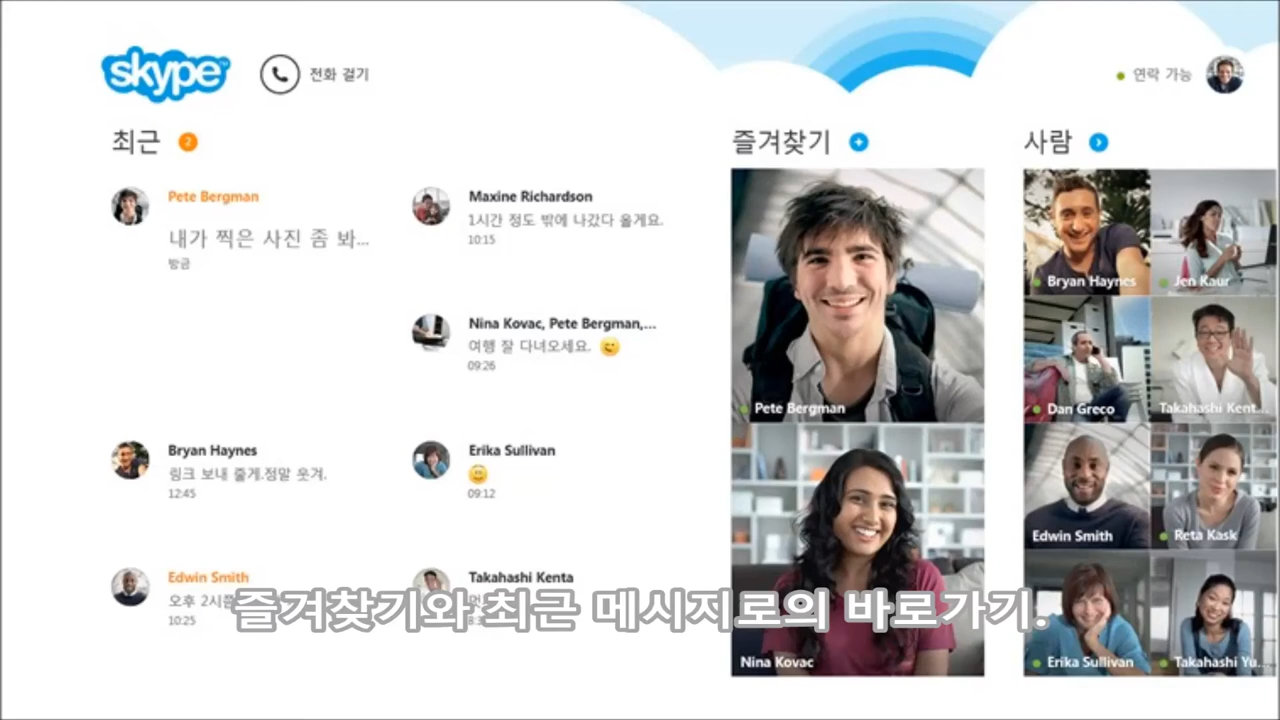 skype
전화 걸기
연락 가능
최근 2
즐겨찾기
사람
Pete Bergman
내가 찍은 사진 좀 봐...
방금
Maxine Richardson
1시간 정도 밖에 나갔다 올게요.
10:15
Nina Kovac, Pete Bergman,...
여행 잘 다녀오세요.
09:26
Bryan Haynes
링크 보내 줄게.정말 웃겨.
12:45
Erika Sullivan
09:12
Edwin Smith
오후 2시
10:25
Takahashi Kenta
Pete Bergman
Nina Kovac
Bryan Haynes
Jen Kaur
Dan Greco
Takahashi Kent...
Edwin Smith
Reta Kask
Erika Sullivan
Takahashi Yu...
즐겨찾기와 최근 메시지로의 바로가기.